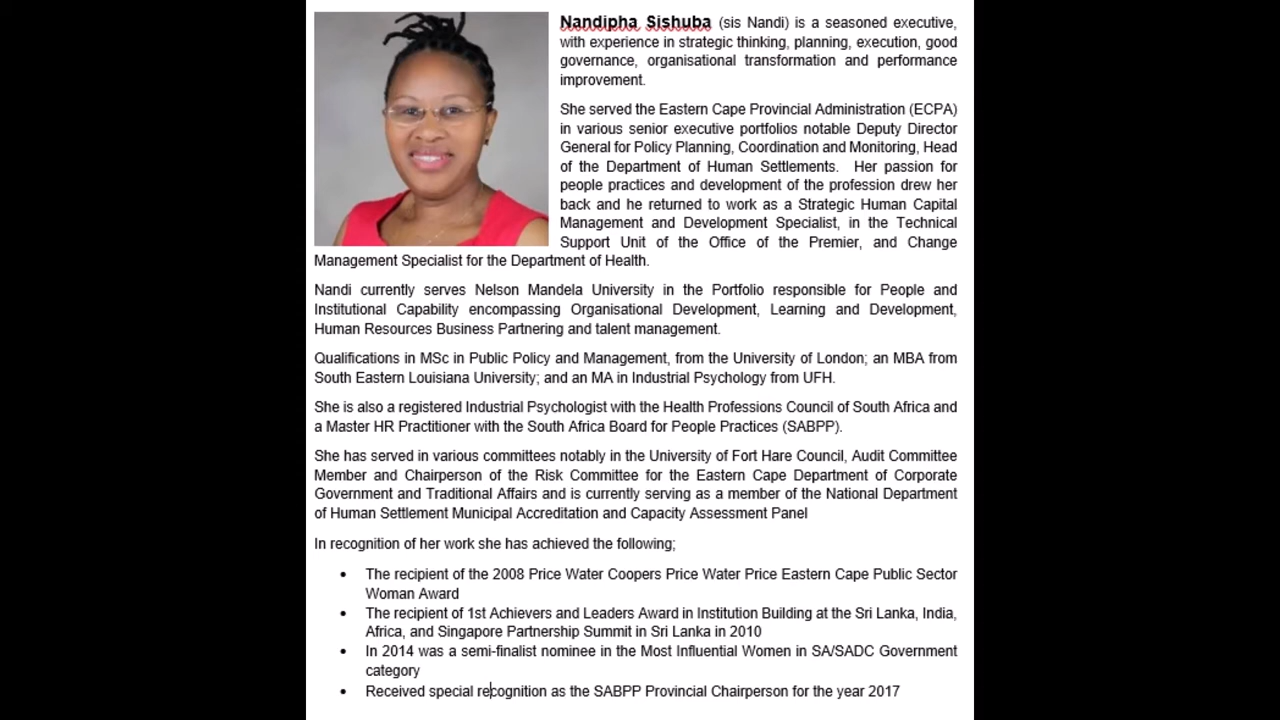 Nandipha Sishuba (sis Nandi) is a seasoned executive,
with experience in strategic thinking, planning, execution, good
governance, organisational transformation and performance
improvement.
She served the Eastern Cape Provincial Administration (ECPA)
in various senior executive portfolios notable Deputy Director
General for Policy Planning, Coordination and Monitoring, Head
of the Department of Human Settlements. Her passion for
people practices and development of the profession drew her
back and he returned to work as a Strategic Human Capital
Management and Development Specialist, in the Technical
Support Unit of the Office of the Premier, and Change
Management Specialist for the Department of Health.
Nandi currently serves Nelson Mandela University in the Portfolio responsible for People and
Institutional Capability encompassing Organisational Development, Learning and Development,
Human Resources Business Partnering and talent management.
Qualifications in MSc in Public Policy and Management, from the University of London; an MBA from
South Eastern Louisiana University; and an MA in Industrial Psychology from UFH.
She is also a registered Industrial Psychologist with the Health Professions Council of South Africa and
a Master HR Practitioner with the South Africa Board for People Practices (SABPP).
She has served in various committees notably in the University of Fort Hare Council, Audit Committee
Member and Chairperson of the Risk Committee for the Eastern Cape Department of Corporate
Government and Traditional Affairs and is currently serving as a member of the National Department
of Human Settlement Municipal Accreditation and Capacity Assessment Panel
In recognition of her work she has achieved the following;
• The recipient of the 2008 Price Water Coopers Price Water Price Eastern Cape Public Sector
Woman Award
• The recipient of 1st Achievers and Leaders Award in Institution Building at the Sri Lanka, India,
Africa, and Singapore Partnership Summit in Sri Lanka in 2010
• In 2014 was a semi-finalist nominee in the Most Influential Women in SA/SADC Government
category
• Received special recognition as the SABPP Provincial Chairperson for the year 2017